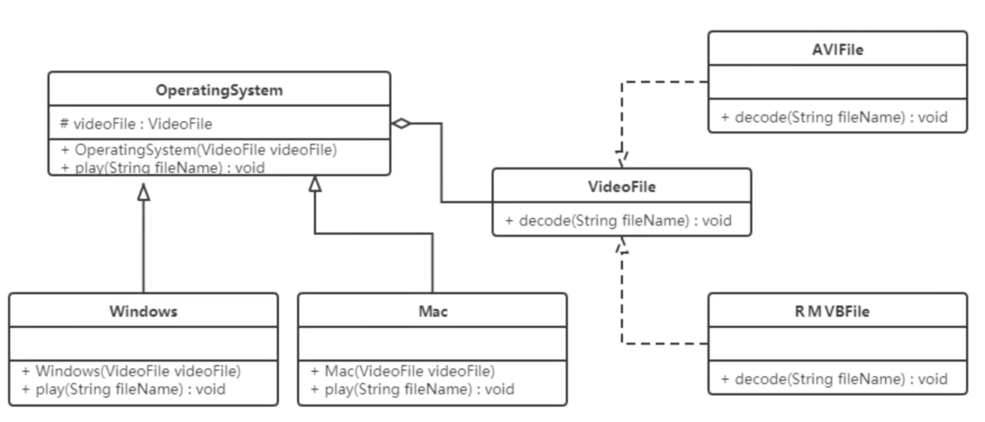 AVIFile
+ decode(String fileName) : void
OperatingSystem
# videoFile : VideoFile
+ OperatingSystem(VideoFile videoFile)
+ play(String fileName) : void
VideoFile
+ decode(String fileName) : void
Windows
+ Windows(VideoFile videoFile)
+ play(String fileName) : void
Mac
+ Mac(VideoFile videoFile)
+ play(String fileName) : void
RMVBFile
+ decode(String fileName) : void